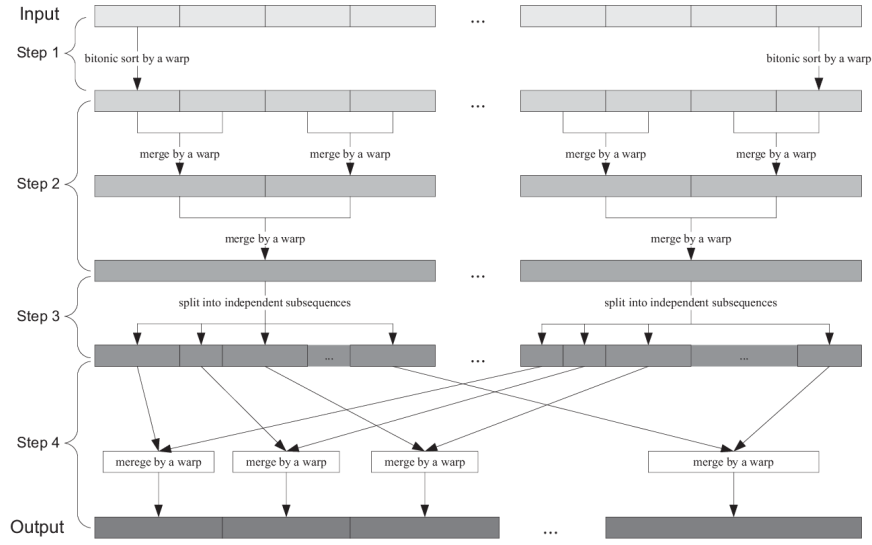 Input
...
Step 1
bitonic sort by a warp
bitonic sort by a warp
...
merge by a warp
merge by a warp
merge by a warp
merge by a warp
Step 2
merge by a warp
merge by a warp
...
split into independent subsequences
split into independent subsequences
Step 3
...
...
...
Step 4
merege by a warp
merge by a warp
merge by a warp
merge by a warp
Output
...